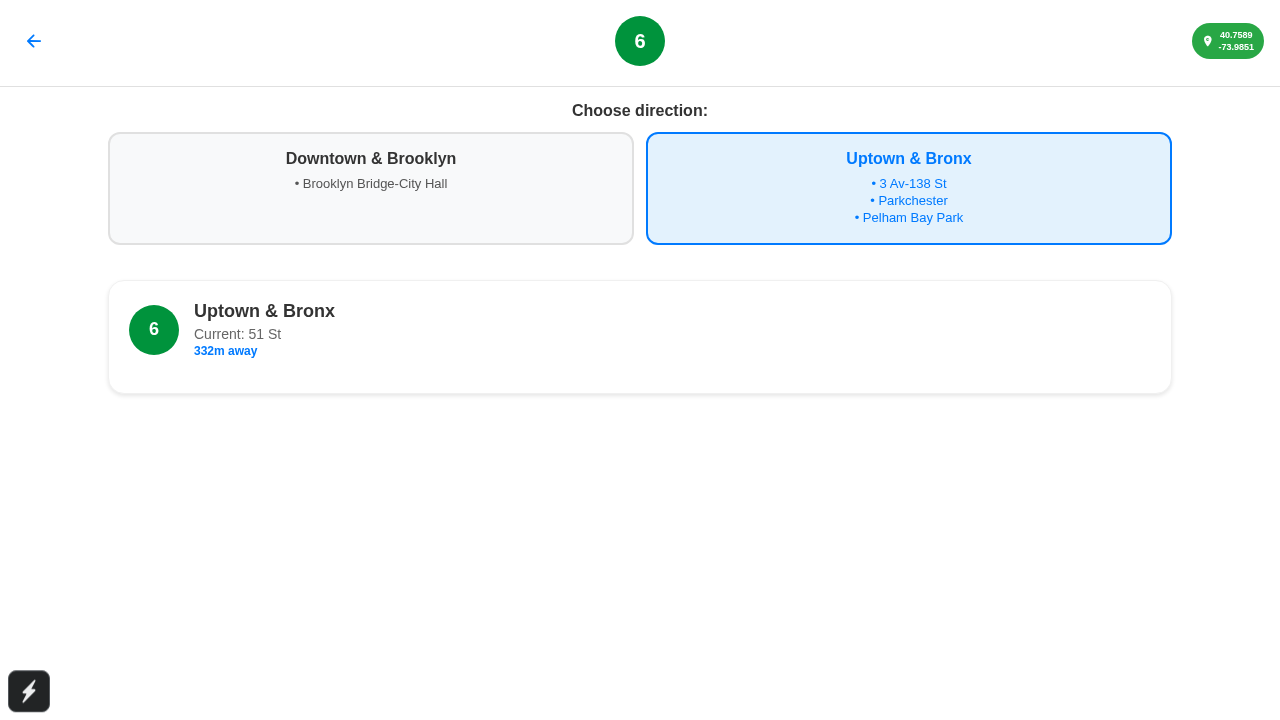 6
40.7589
-73.9851
Choose direction:
Downtown & Brooklyn
• Brooklyn Bridge-City Hall
Uptown & Bronx
• 3 Av-138 St
• Parkchester
• Pelham Bay Park
6
Uptown & Bronx
Current: 51 St
332m away